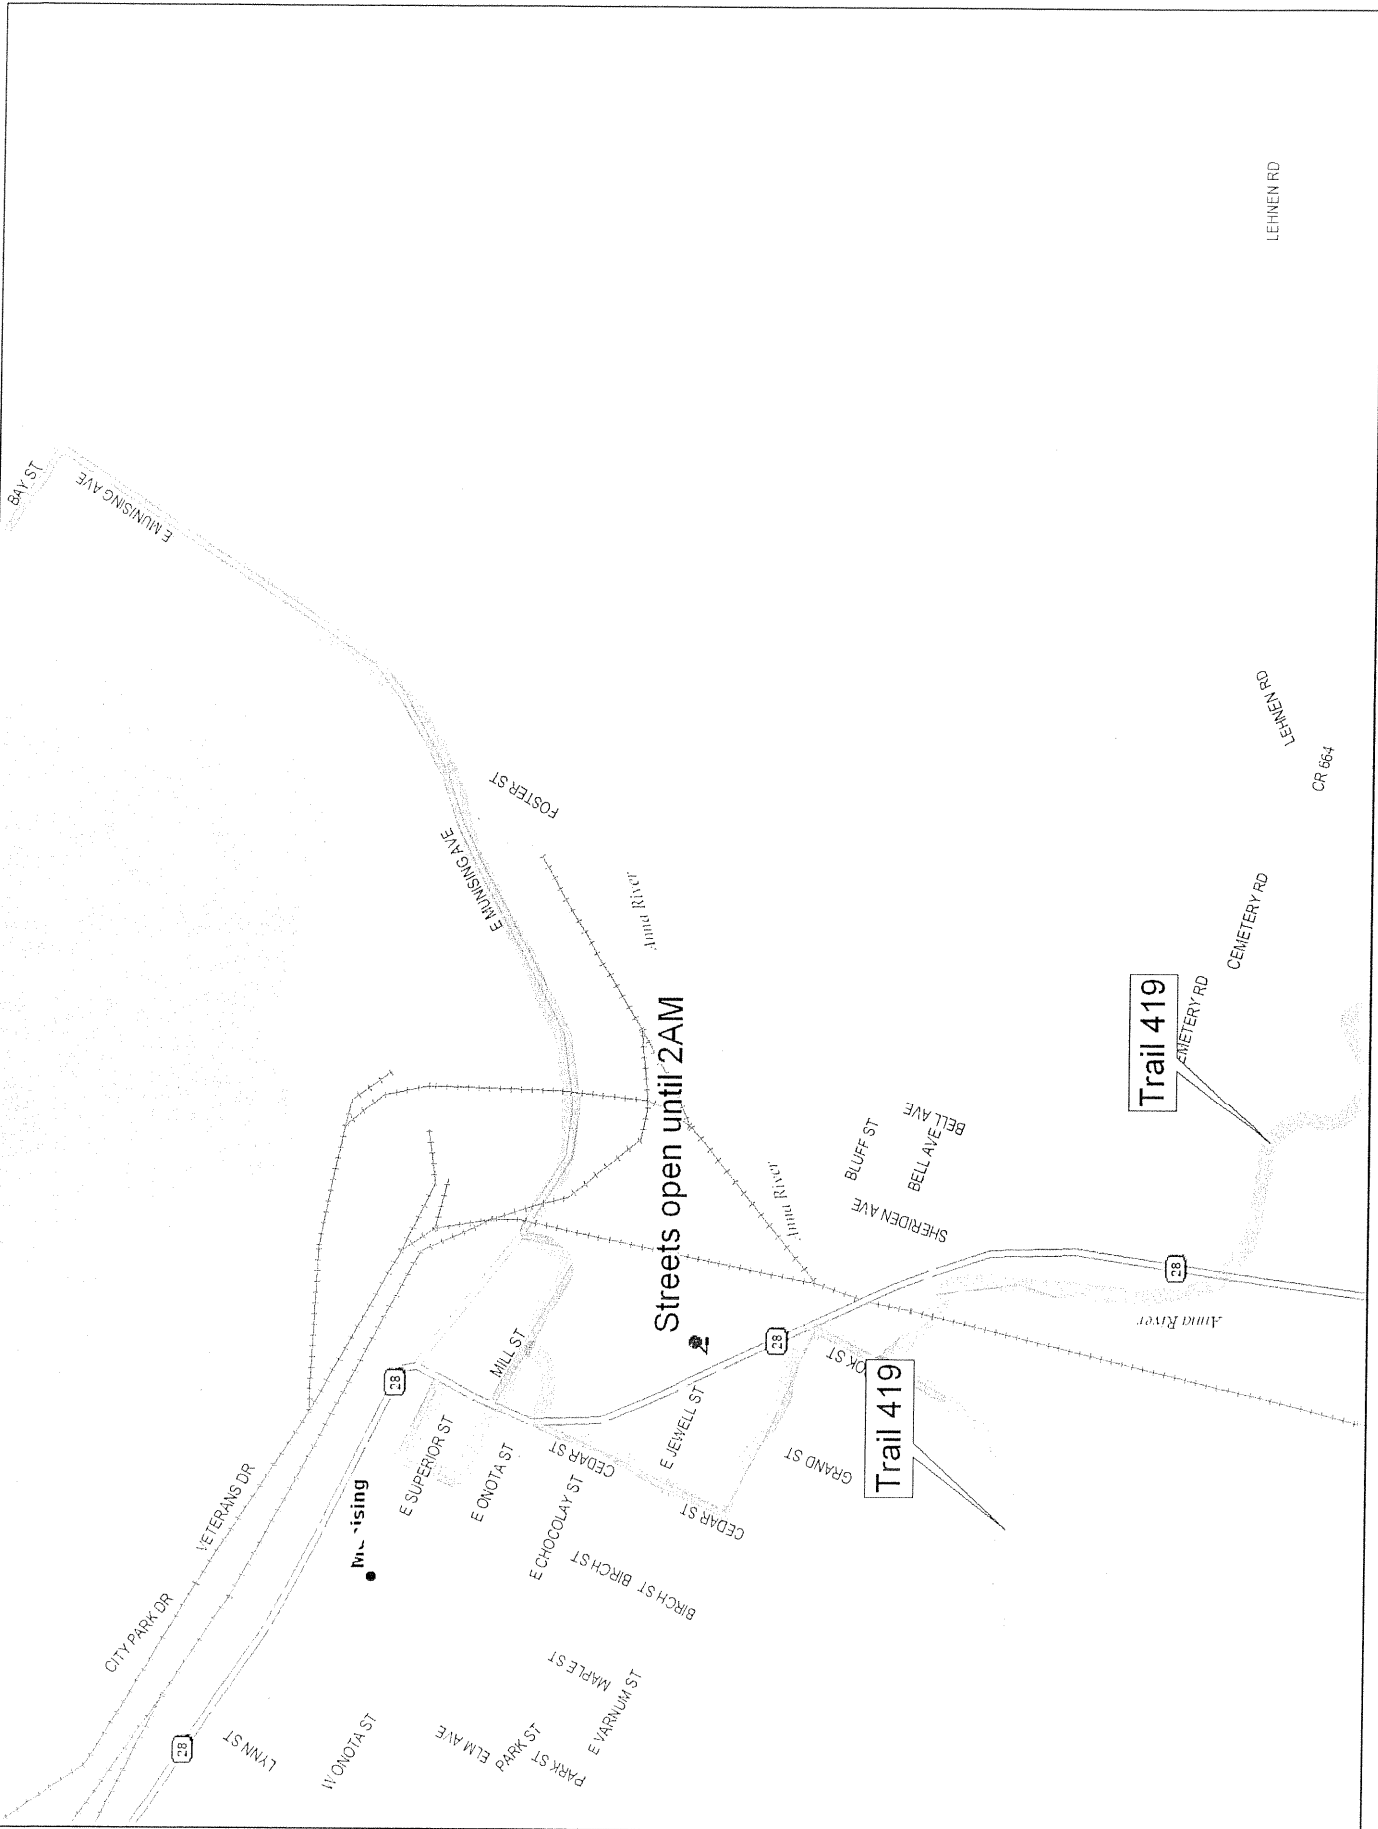 BAY ST
E MUNISING AVE
E MUNISING AVE
FOSTER ST
Anna River
Streets open until 2AM
LEHNEN RD
LEHNEN RD
CR 664
CEMETERY RD
EMETERY RD
Trail 419
BLUFF ST
BELL AVE
BELL AVE
SHERIDEN AVE
Anna River
28
Anna River
28
OK ST
Trail 419
GRAND ST
E JEWELL ST
CEDAR ST
CEDAR ST
MILL ST
28
E SUPERIOR ST
E ONOTA ST
E CHOCOLAY ST
BIRCH ST
BIRCH ST
MAPLE ST
E VARNUM ST
PARK ST
PARK ST
ELM AVE
W ONOTA ST
LYNN ST
28
CITY PARK DR
VETERANS DR